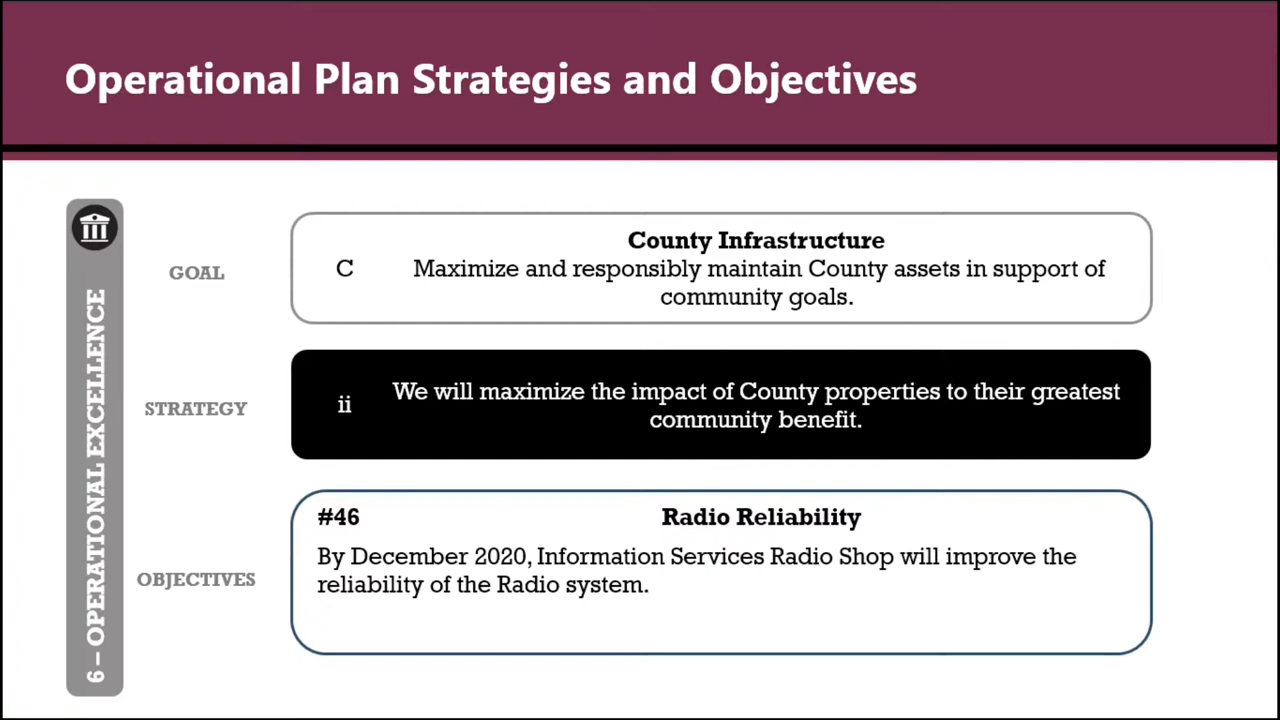 Operational Plan Strategies and Objectives
6 – OPERATIONAL EXCELLENCE
GOAL
C
County Infrastructure
Maximize and responsibly maintain County assets in support of
community goals.
STRATEGY
ii
We will maximize the impact of County properties to their greatest
community benefit.
OBJECTIVES
#46 Radio Reliability
By December 2020, Information Services Radio Shop will improve the
reliability of the Radio system.